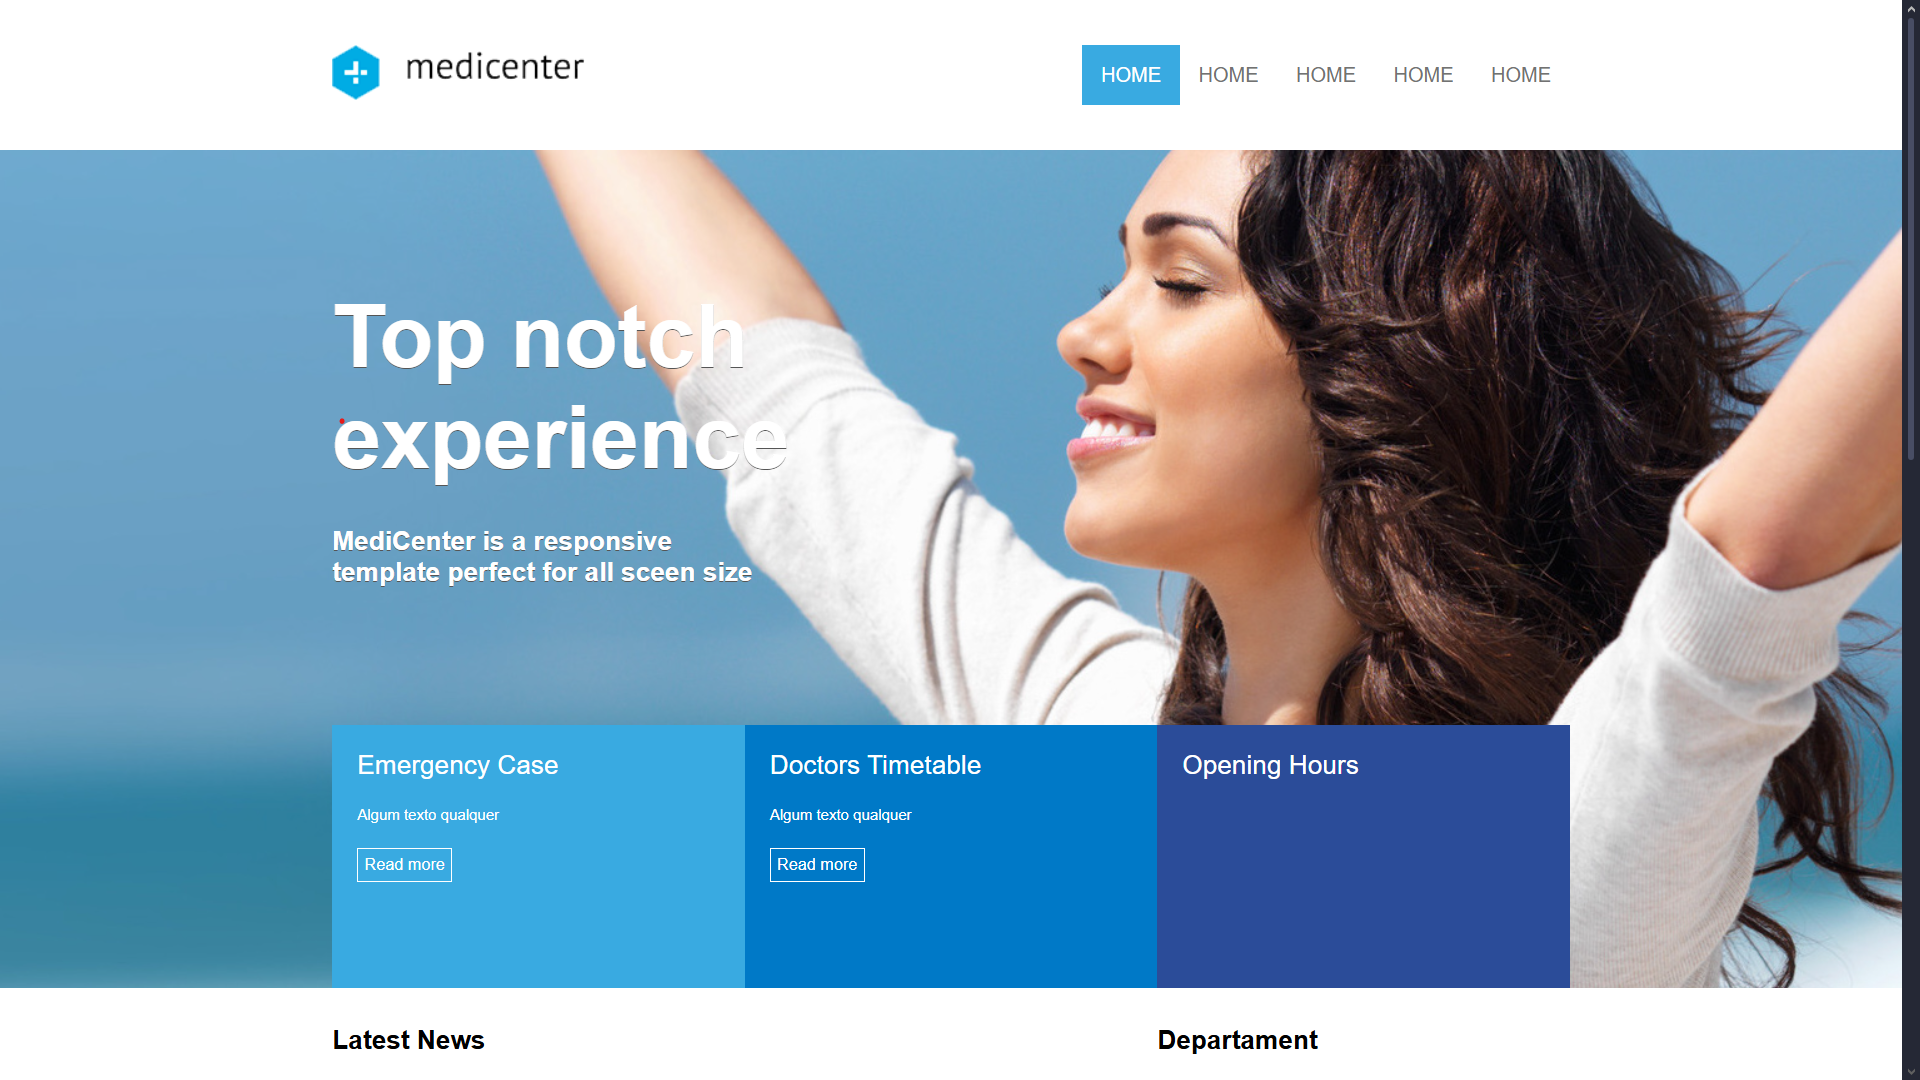 medicenter
HOME HOME HOME HOME HOME
Top notch
experience
MediCenter is a responsive
template perfect for all sceen size
Emergency Case
Algum texto qualquer
Read more
Doctors Timetable
Algum texto qualquer
Read more
Opening Hours
Latest News
Departament